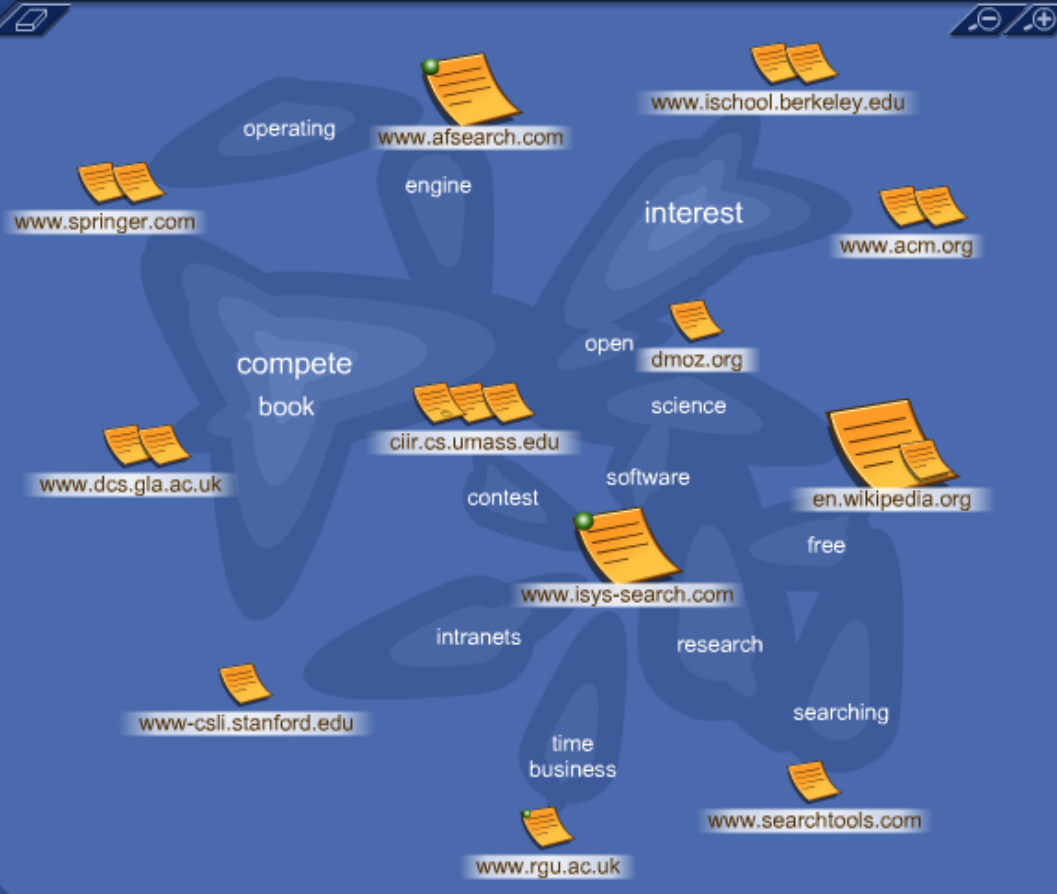 www.ischool.berkeley.edu
operating
www.afsearch.com
engine
www.springer.com
interest
www.acm.org
open
dmoz.org
compete
book
science
ciir.cs.umass.edu
www.dcs.gla.ac.uk
software
contest
en.wikipedia.org
free
www.isys-search.com
intranets
research
www-csli.stanford.edu
searching
time
business
www.searchtools.com
www.rgu.ac.uk